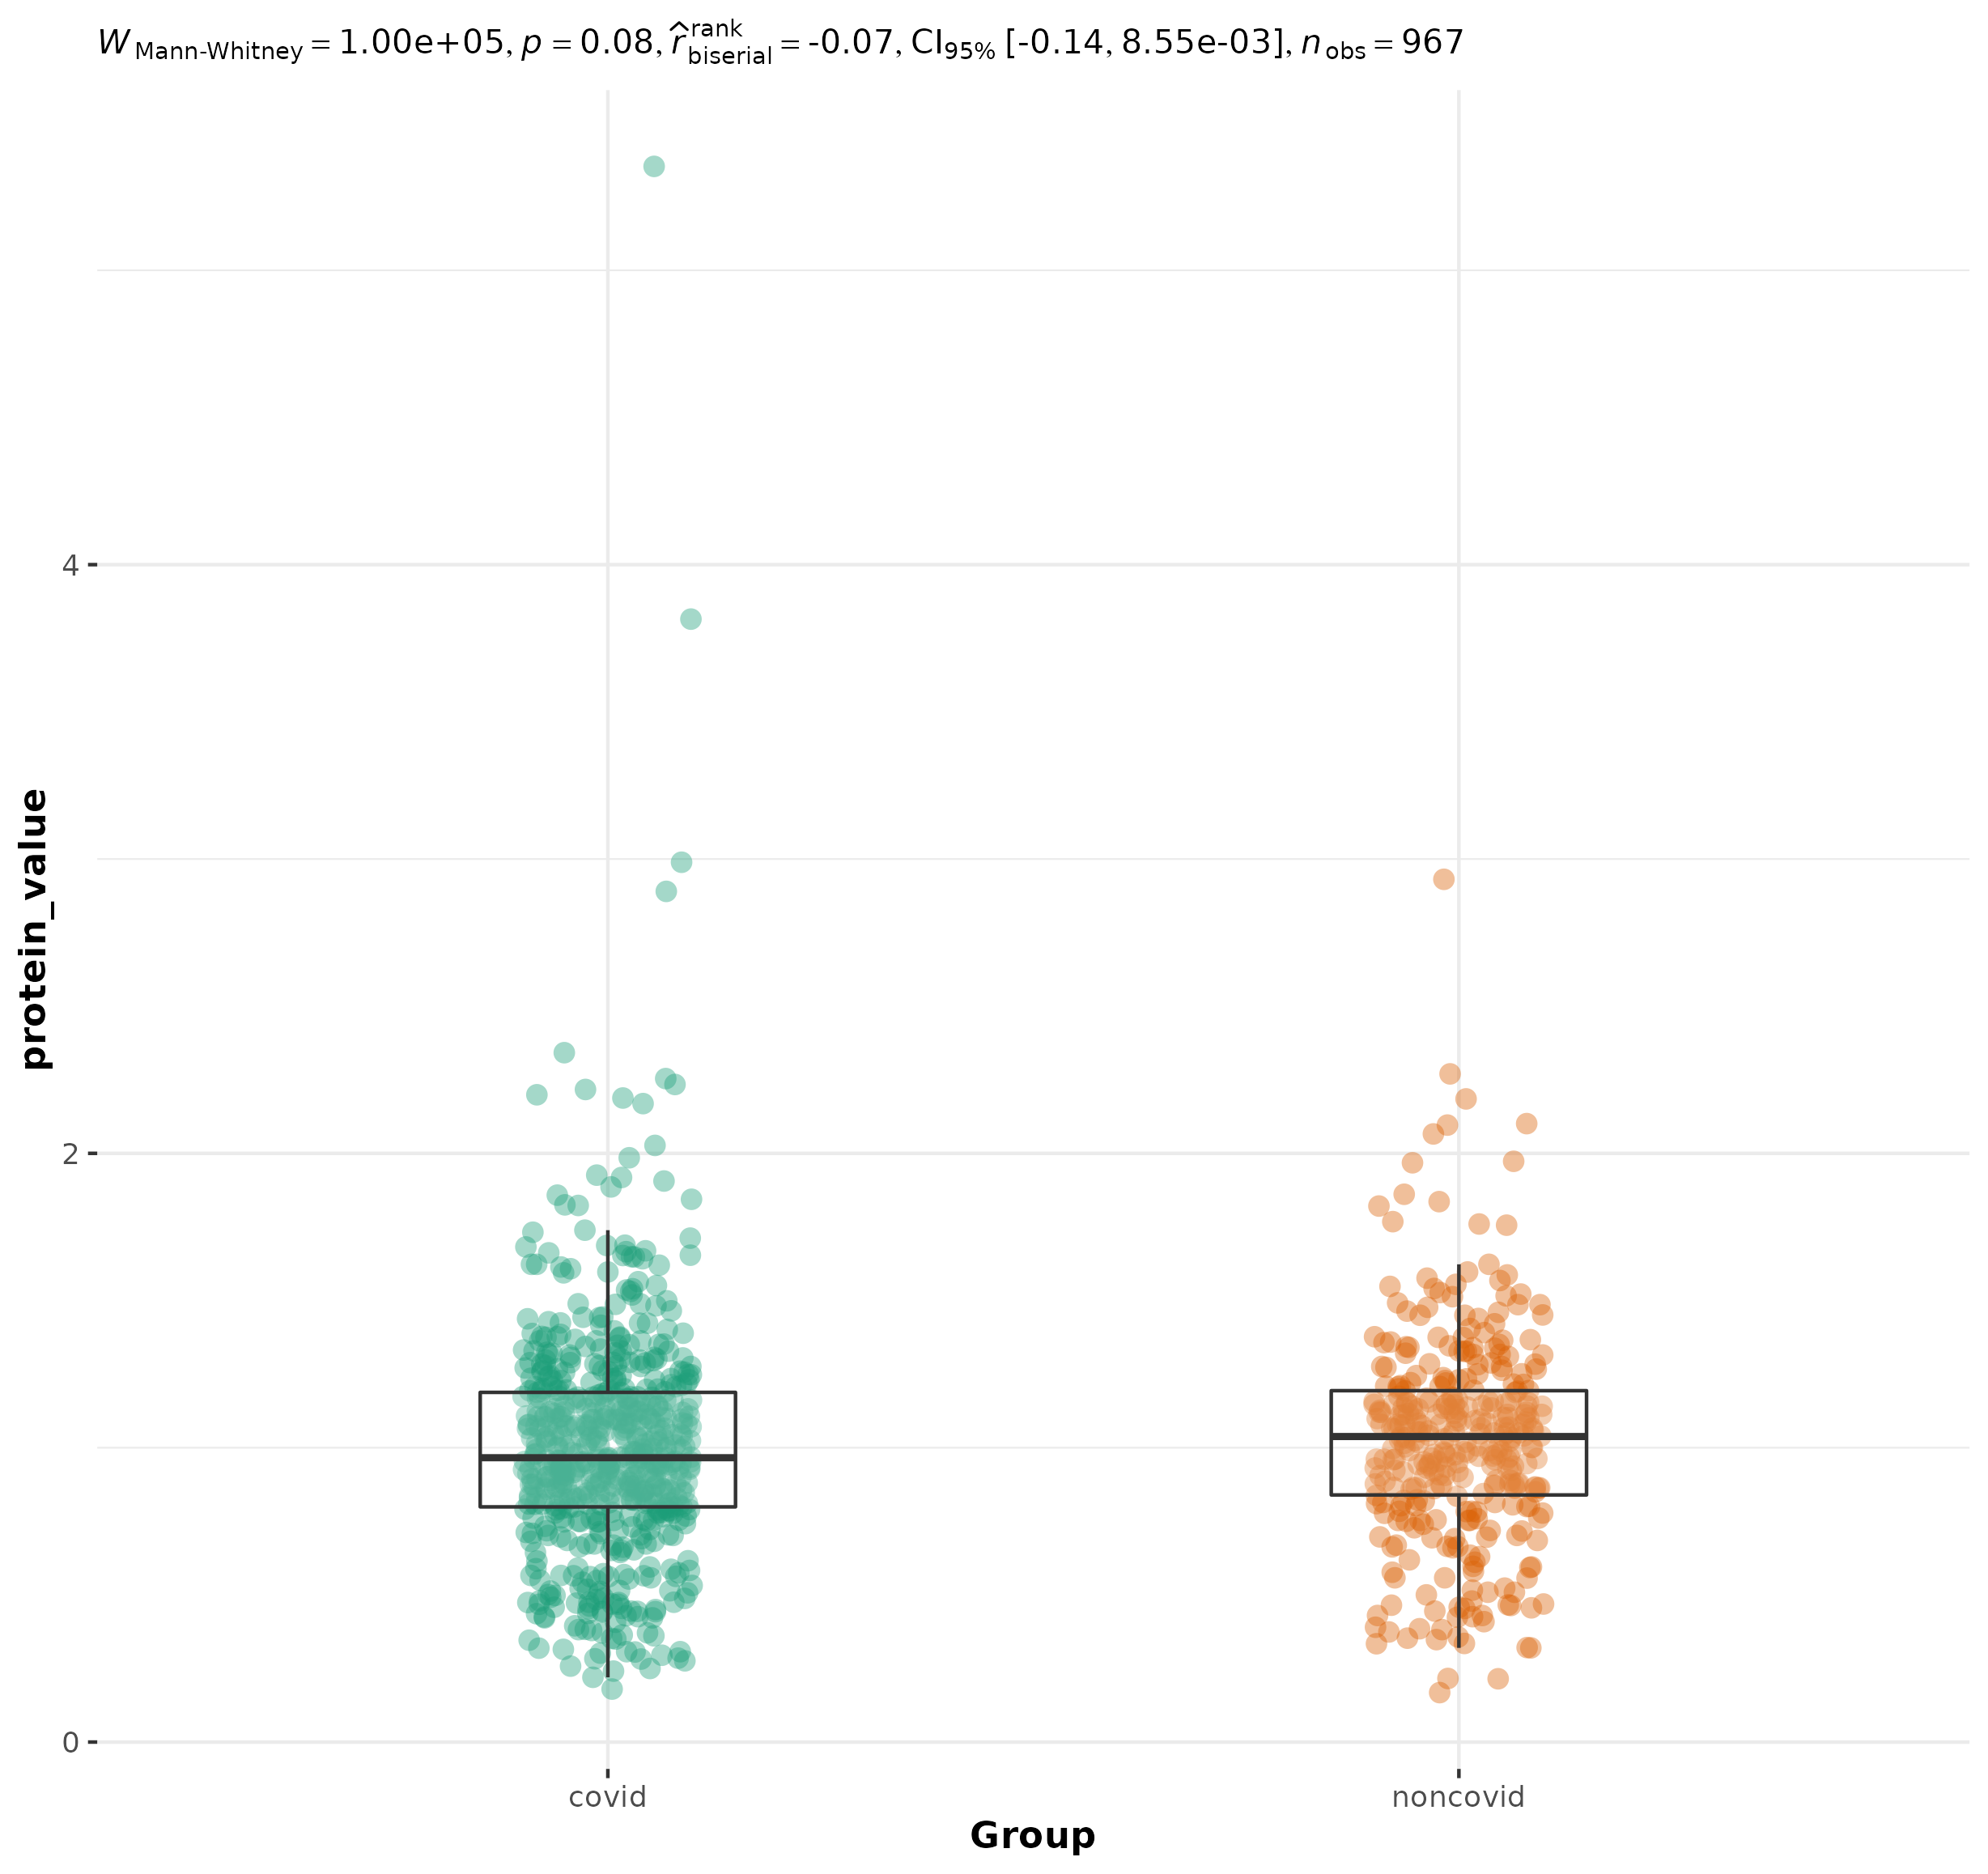 W Mann-Whitney = 1.00e+05, p = 0.08, r̂ rank biserial = -0.07, CI95% [-0.14, 8.55e-03], n obs = 967
protein_value
4
2
0
covid noncovid
Group